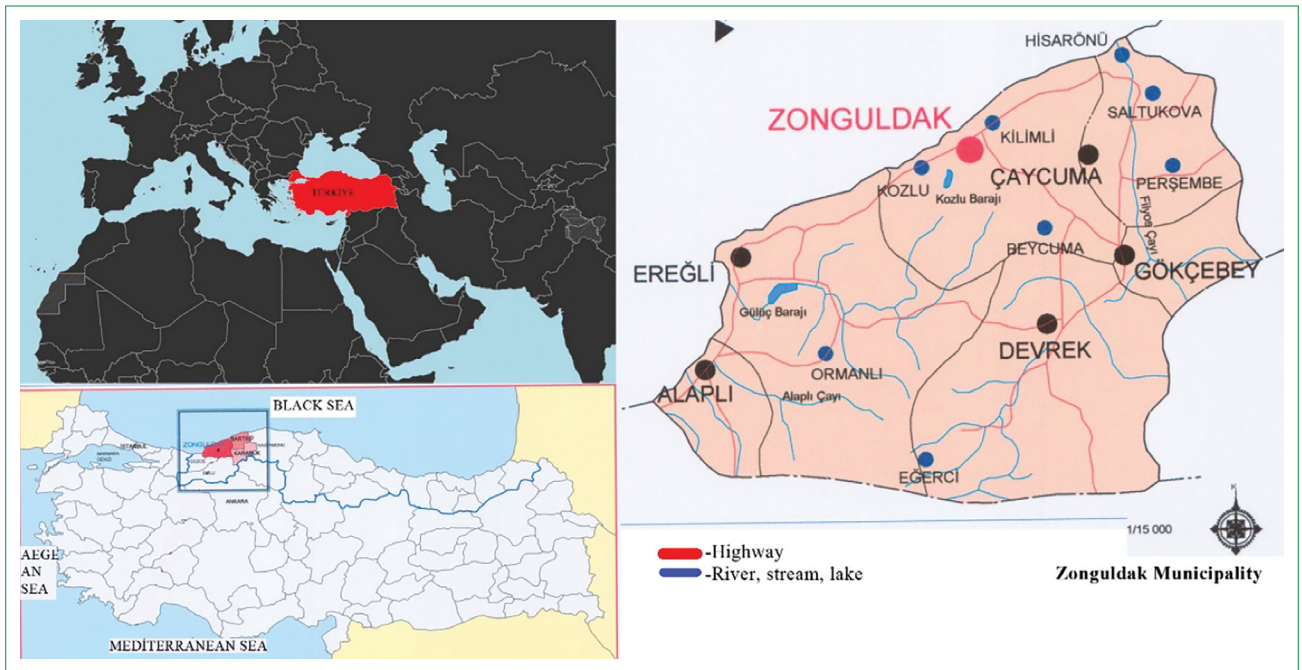 TÜRKİYE
BLACK SEA
İSTANBUL
BARTIN
KARABÜK
ANKARA
AEGE
AN
SEA
MEDITERRANEAN SEA
HİSARÖNÜ
SALTUKOVA
ZONGULDAK
KİLİMLİ
KOZLU
Kozlu Barajı
ÇAYCUMA
PERŞEMBE
Filyos Çayı
BEYCUMA
EREĞLİ
GÖKÇEBEY
Gülüç Barajı
DEVREK
ORMANLI
ALAPLI
Alaplı Çayı
EĞERCİ
K
1/15 000
-Highway
-River, stream, lake
Zonguldak Municipality